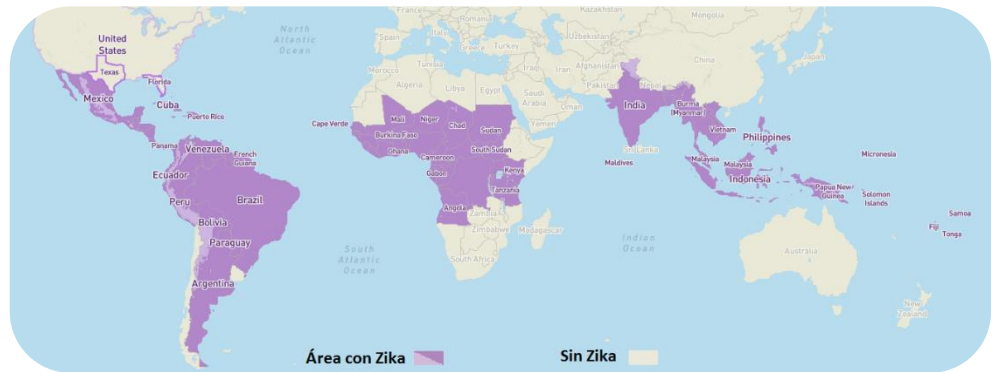 France
Romania
Kazakhstan
Mongolia
North
Atlantic
Ocean
Spain
Italy
Greece
Turkey
Uzbekistan
United
States
Texas
Florida
Morocco
Tunisia
Algeria
Libya
Egypt
Iraq
Iran
Afghanistan
Pakistan
Nepal
China
Japan
Saudi
Arabia
Oman
Yemen
Mexico
Cuba
Puerto Rico
Cape Verde
Mali
Niger
Chad
Sudan
India
Burma
(Myanmar)
Vietnam
Philippines
Panama
Venezuela
French
Guiana
Burkina Faso
Ghana
South Sudan
Cameroon
Gabon
Kenya
Tanzania
Sri Lanka
Maldives
Malaysia
Malaysia
Indonesia
Micronesia
Ecuador
Peru
Brazil
Bolivia
Paraguay
Argentina
Angola
Zambia
Zimbabwe
Madagascar
South Africa
Papua New
Guinea
Solomon
Islands
Samoa
Fiji
Tonga
South
Atlantic
Ocean
Indian
Ocean
Australia
New
Zealand
Área con Zika
Sin Zika